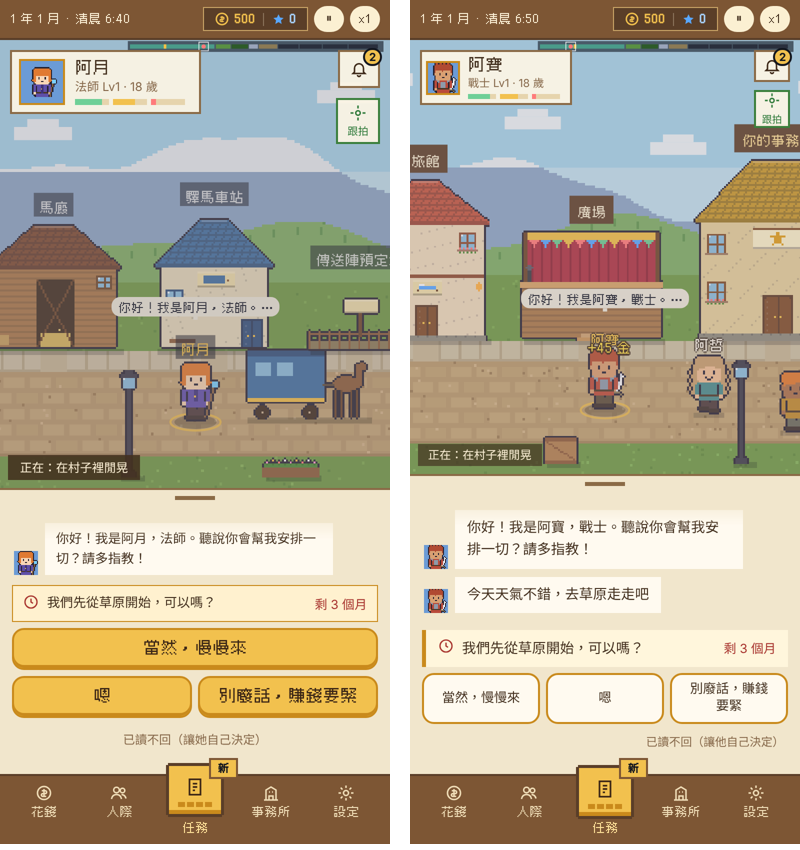 1 年 1 月 · 清晨 6:40
500
0
x1
阿月
法師 Lv1 · 18 歲
2
跟拍
馬廄
驛馬車站
傳送陣預定
你好！我是阿月，法師。…
阿月
正在：在村子裡閒晃
你好！我是阿月，法師。聽說你會幫我安排一
切？請多指教！
我們先從草原開始，可以嗎？
剩 3 個月
當然，慢慢來
嗯
別廢話，賺錢要緊
已讀不回（讓她自己決定）
花錢
人際
新
任務
事務所
設定
1 年 1 月 · 清晨 6:50
500
0
x1
阿寶
戰士 Lv1 · 18 歲
2
跟拍
旅館
你的事務
廣場
你好！我是阿寶，戰士。…
+45 金
阿哲
正在：在村子裡閒晃
你好！我是阿寶，戰士。聽說你會幫我安
排一切？請多指教！
今天天氣不錯，去草原走走吧
我們先從草原開始，可以嗎？
剩 3 個月
當然，慢慢來
嗯
別廢話，賺錢
要緊
已讀不回（讓他自己決定）
花錢
人際
新
任務
事務所
設定